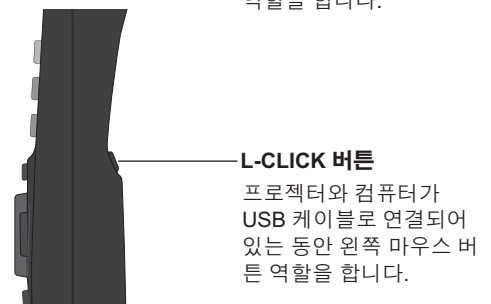 역할을 합니다.
L-CLICK 버튼
프로젝터와 컴퓨터가
USB 케이블로 연결되어
있는 동안 왼쪽 마우스 버
튼 역할을 합니다.